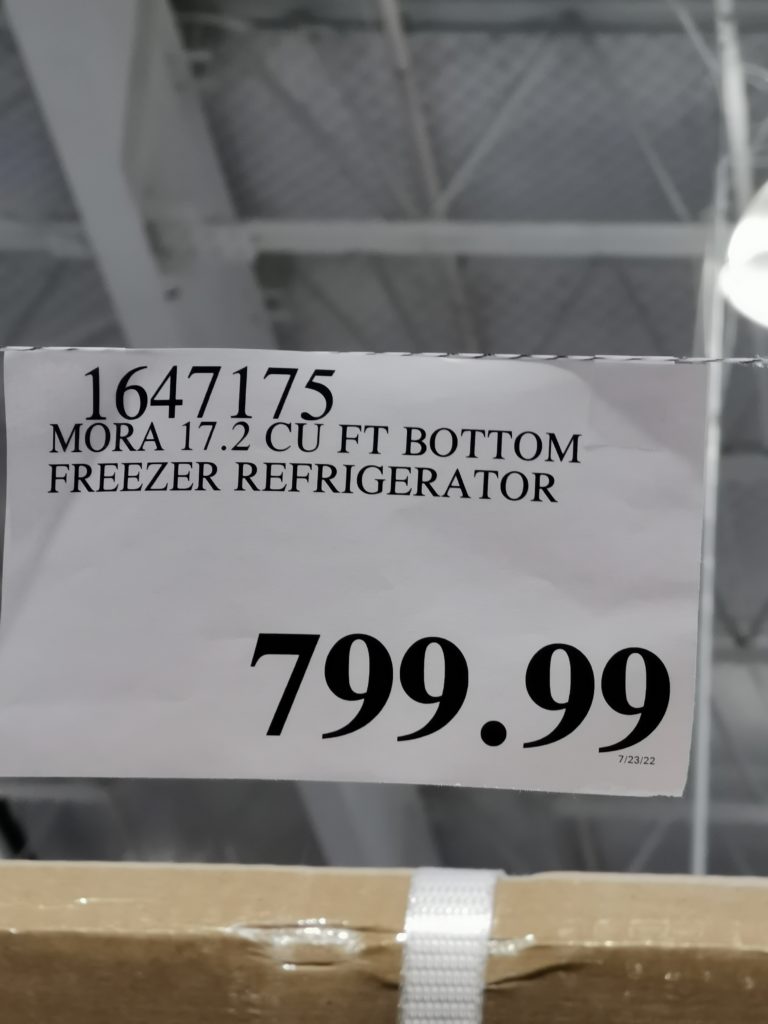 1647175
MORA 17.2 CU FT BOTTOM
FREEZER REFRIGERATOR
799.99
7/23/22